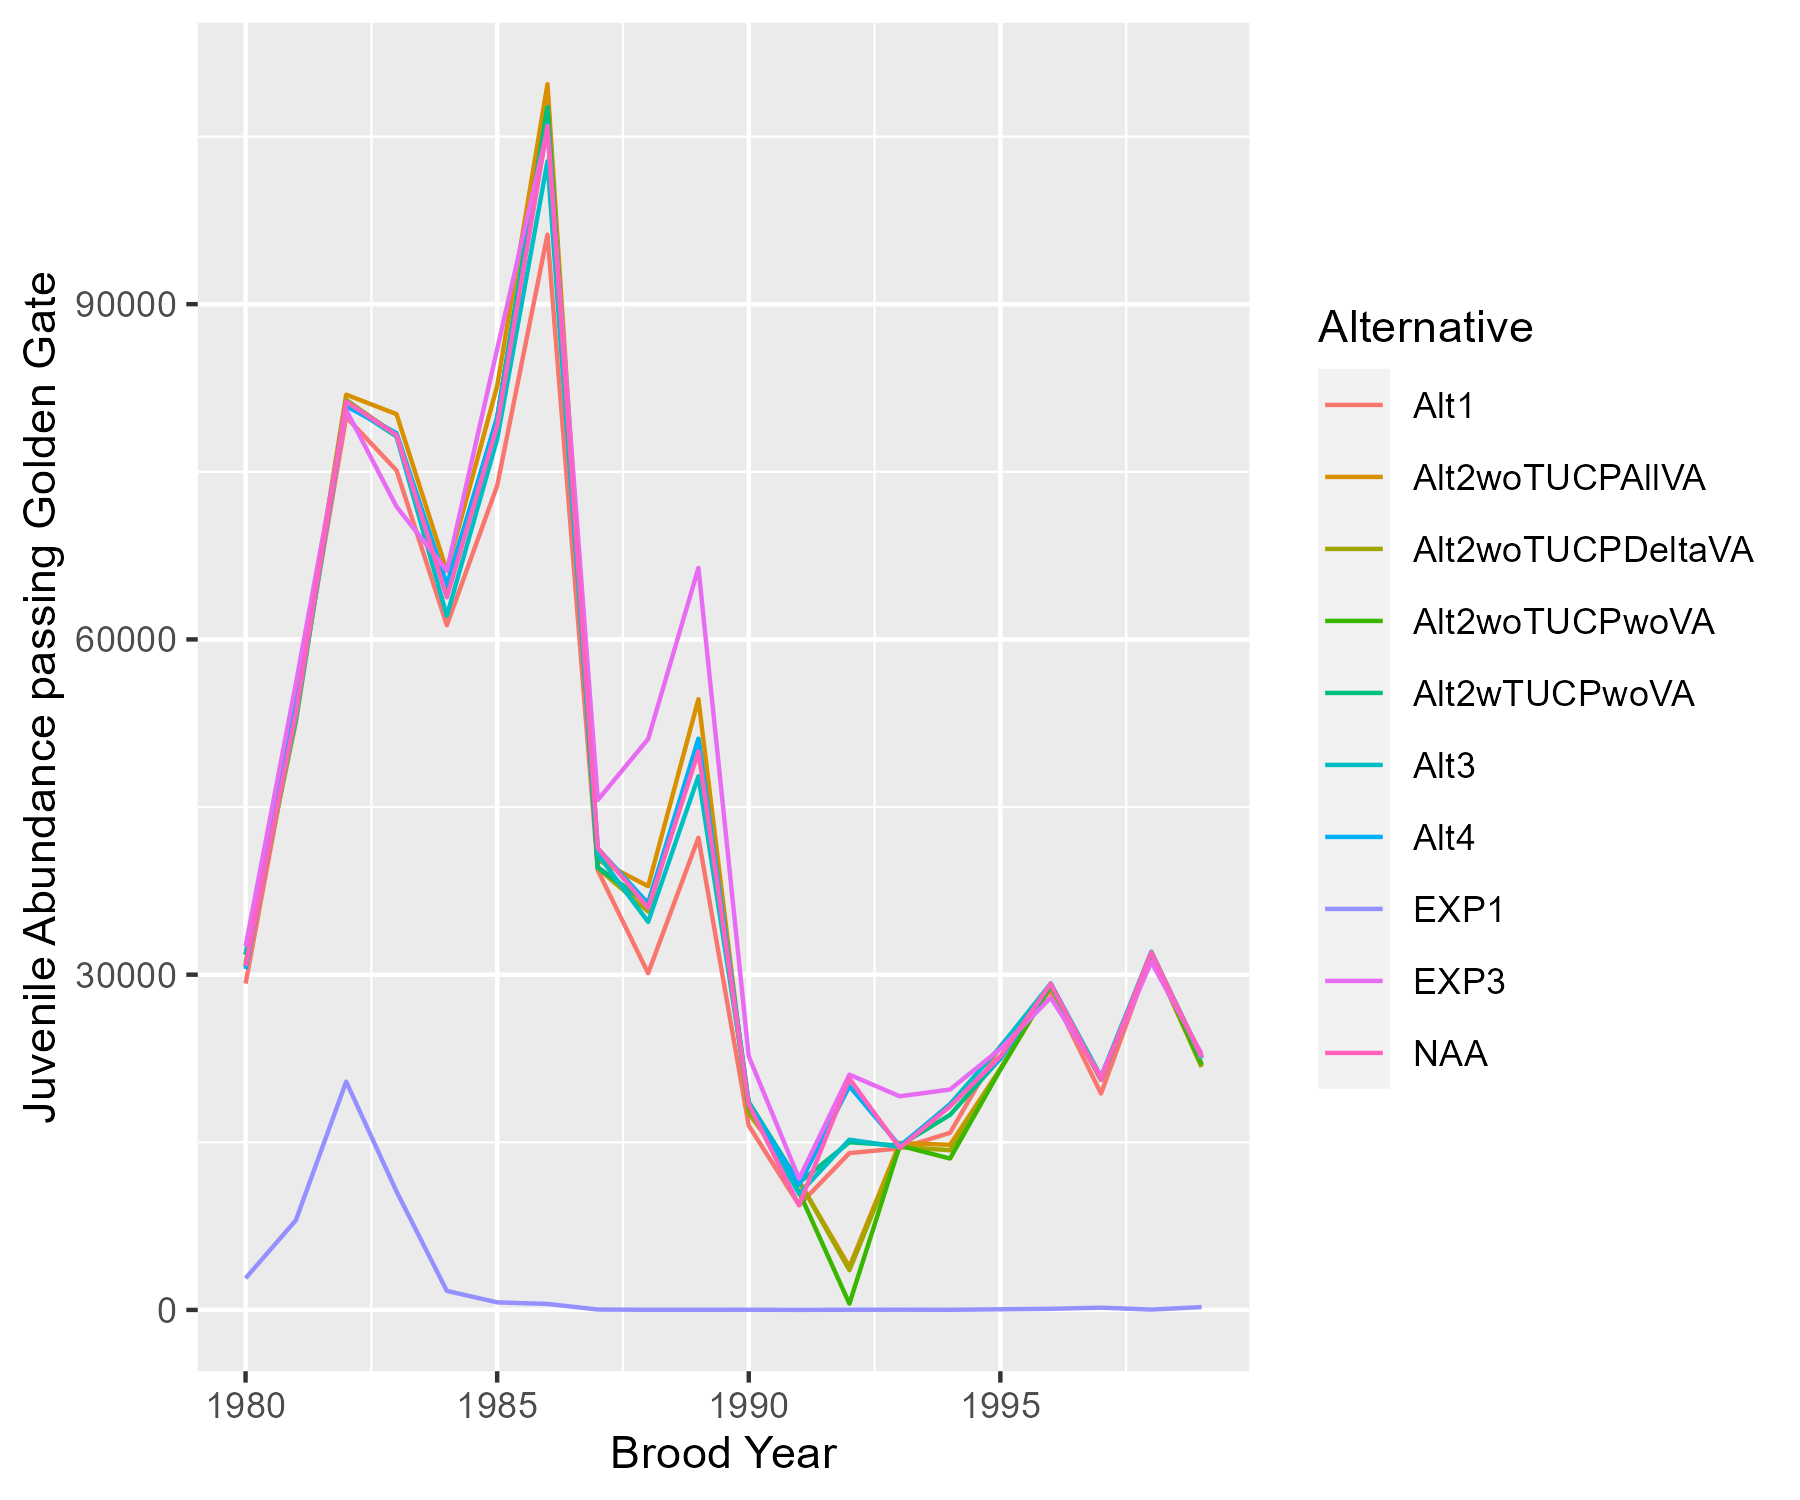 Juvenile Abundance passing Golden Gate
90000
60000
30000
0
1980
1985
1990
1995
Brood Year
Alternative
Alt1
Alt2woTUCPAllVA
Alt2woTUCPDeltaVA
Alt2woTUCPwoVA
Alt2wTUCPwoVA
Alt3
Alt4
EXP1
EXP3
NAA